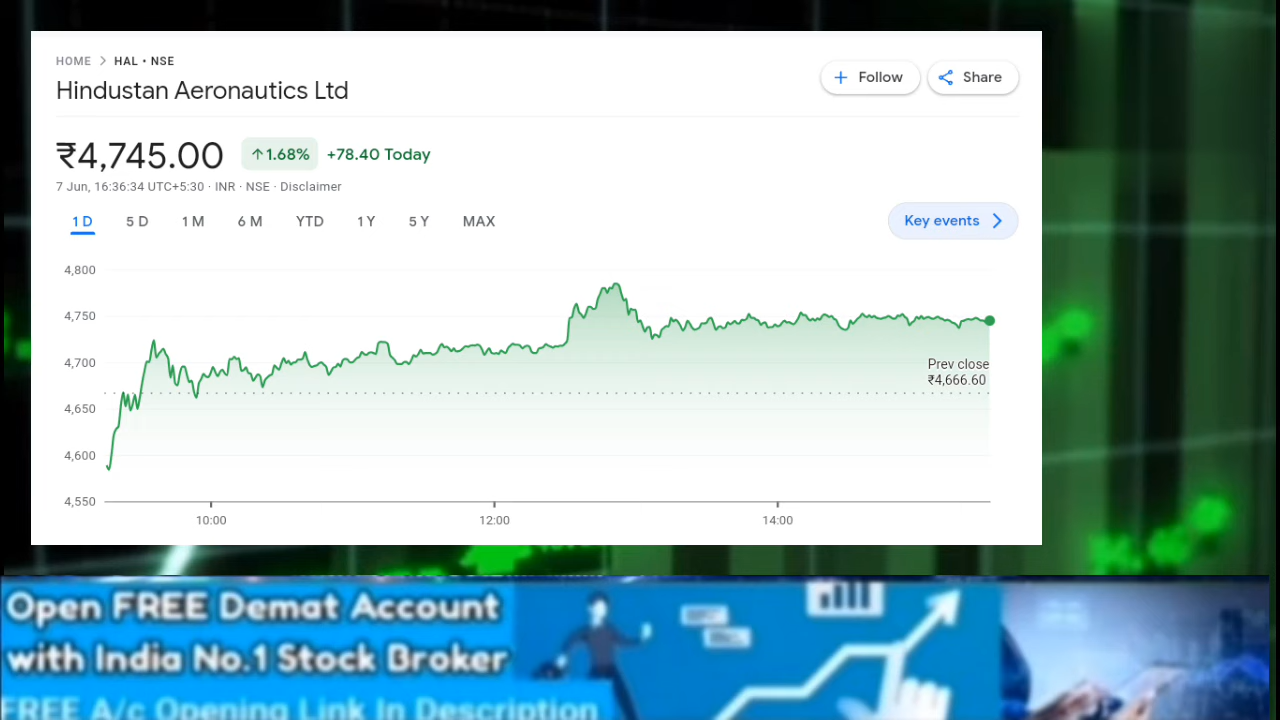 HOME > HAL • NSE
Hindustan Aeronautics Ltd
+ Follow
Share
₹4,745.00 ↑1.68% +78.40 Today
7 Jun, 16:36:34 UTC+5:30 · INR · NSE · Disclaimer
1 D 5 D 1 M 6 M YTD 1 Y 5 Y MAX
Key events >
4,800
4,750
4,700
4,650
4,600
4,550
Prev close
₹4,666.60
10:00 12:00 14:00
Open FREE Demat Account
with India No.1 Stock Broker
FREE A/c Opening Link In Description